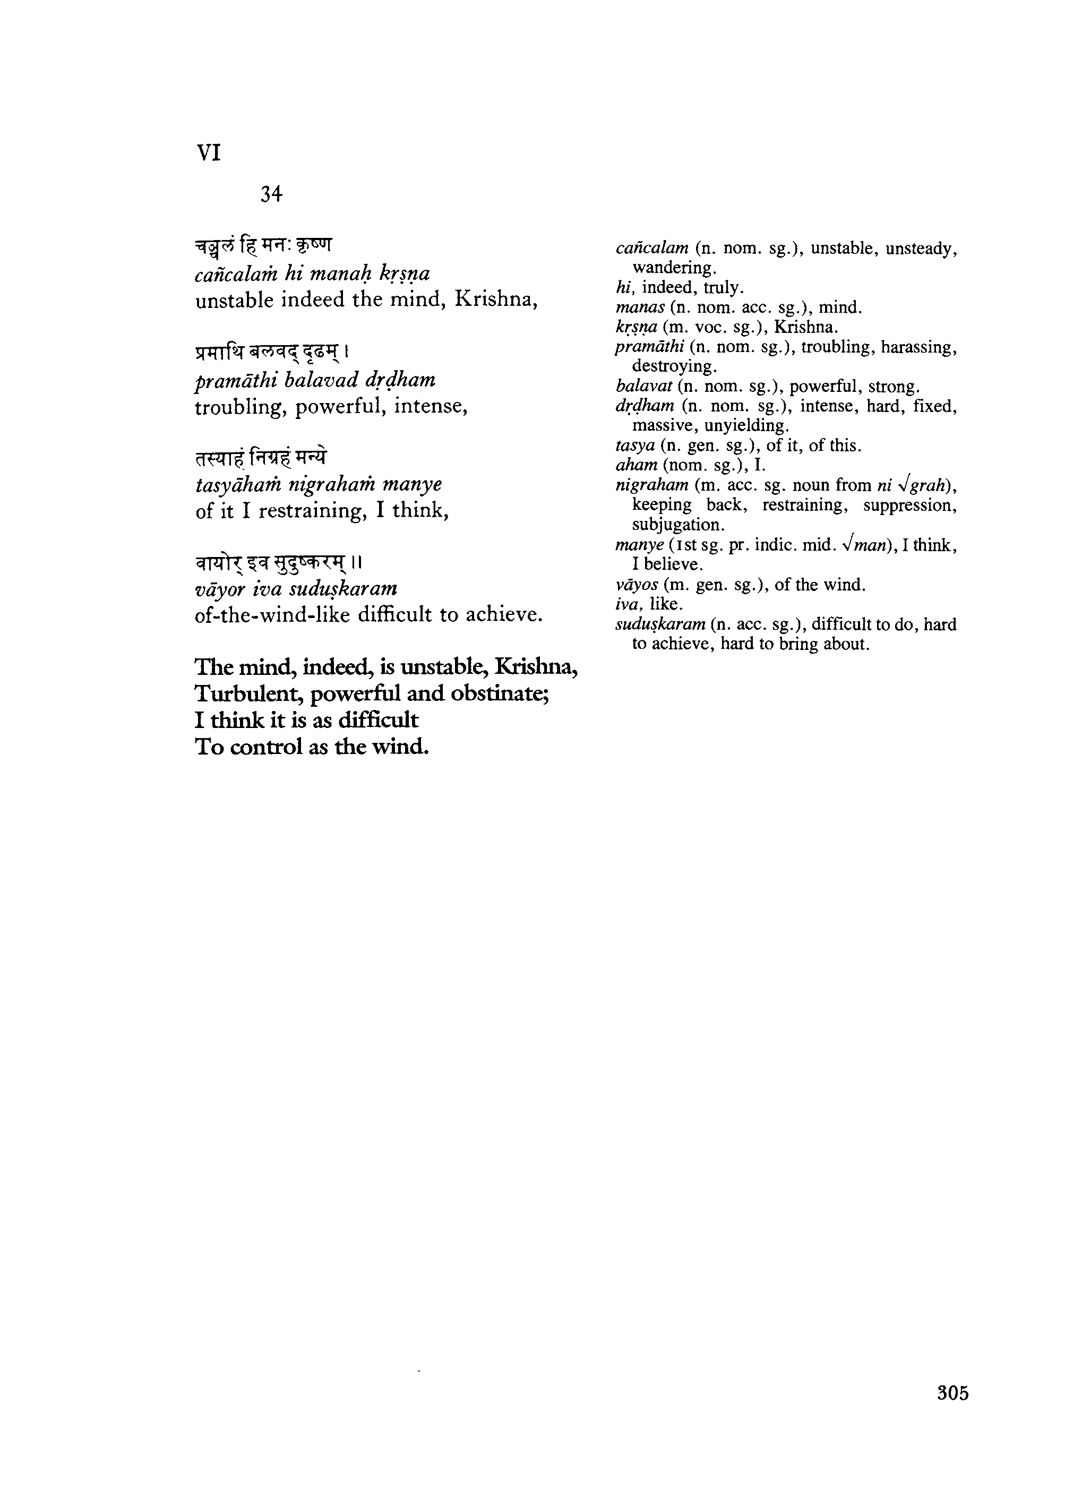 VI
34
चञ्चलं हि मनः कृष्ण
cañcalaṁ hi manaḥ kṛṣṇa
unstable indeed the mind, Krishna,
प्रमाथि बलवद् दृढम् ।
pramāthi balavad dṛḍham
troubling, powerful, intense,
तस्याहं निग्रहं मन्ये
tasyāhaṁ nigrahaṁ manye
of it I restraining, I think,
वायोर् इव सुदुष्करम् ॥
vāyor iva suduṣkaram
of-the-wind-like difficult to achieve.
The mind, indeed, is unstable, Krishna,
Turbulent, powerful and obstinate;
I think it is as difficult
To control as the wind.
cañcalam (n. nom. sg.), unstable, unsteady,
wandering.
hi, indeed, truly.
manas (n. nom. acc. sg.), mind.
kṛṣṇa (m. voc. sg.), Krishna.
pramāthi (n. nom. sg.), troubling, harassing,
destroying.
balavat (n. nom. sg.), powerful, strong.
dṛḍham (n. nom. sg.), intense, hard, fixed,
massive, unyielding.
tasya (n. gen. sg.), of it, of this.
aham (nom. sg.), I.
nigraham (m. acc. sg. noun from ni √grah),
keeping back, restraining, suppression,
subjugation.
manye (1st sg. pr. indic. mid. √man), I think,
I believe.
vāyos (m. gen. sg.), of the wind.
iva, like.
suduṣkaram (n. acc. sg.), difficult to do, hard
to achieve, hard to bring about.
305